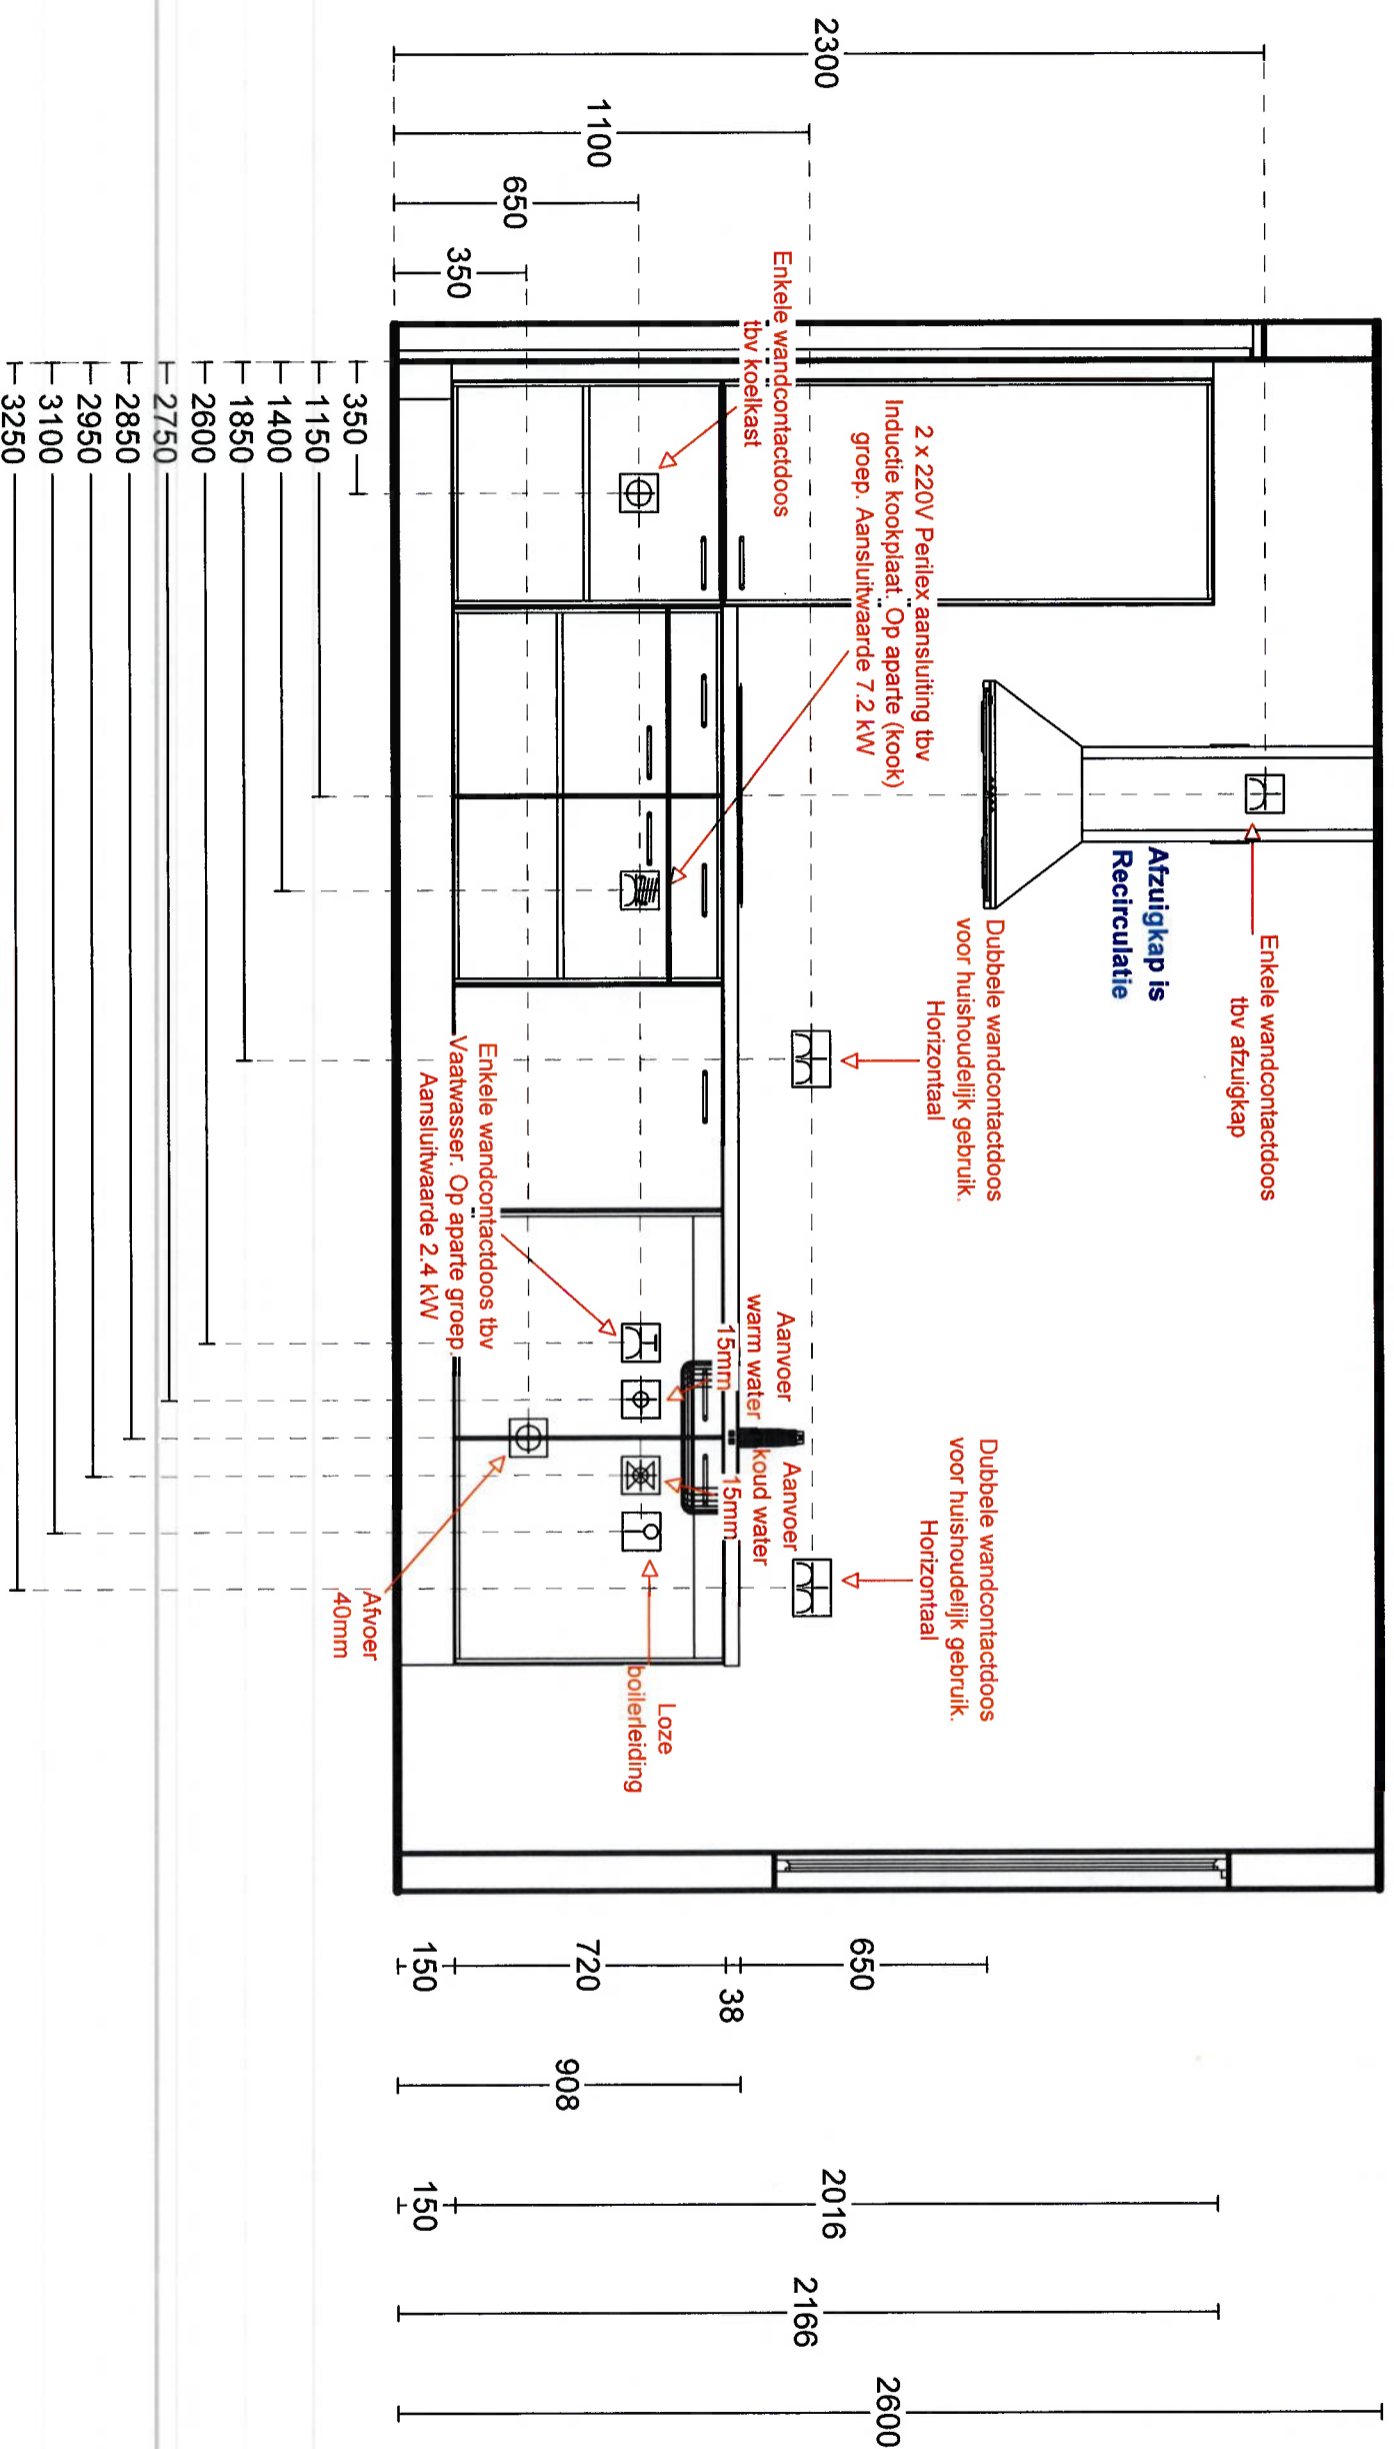 2300
1100
650
350
Enkele wandcontactdoos
tbv afzuigkap
Afzuigkap is
Recirculatie
Dubbele wandcontactdoos
voor huishoudelijk gebruik.
Horizontaal
Dubbele wandcontactdoos
voor huishoudelijk gebruik.
Horizontaal
2 x 220V Perilex aansluiting tbv
Inductie kookplaat. Op aparte (kook)
groep. Aansluitwaarde 7.2 kW
Enkele wandcontactdoos
tbv koelkast
Aanvoer
warm water
15mm
Aanvoer
koud water
15mm
Loze
boilerleiding
Enkele wandcontactdoos tbv
Vaatwasser. Op aparte groep.
Aansluitwaarde 2.4 kW
Afvoer
40mm
650
38
720
150
908
2016
150
2166
2600
350
1150
1400
1850
2600
2750
2850
2950
3100
3250